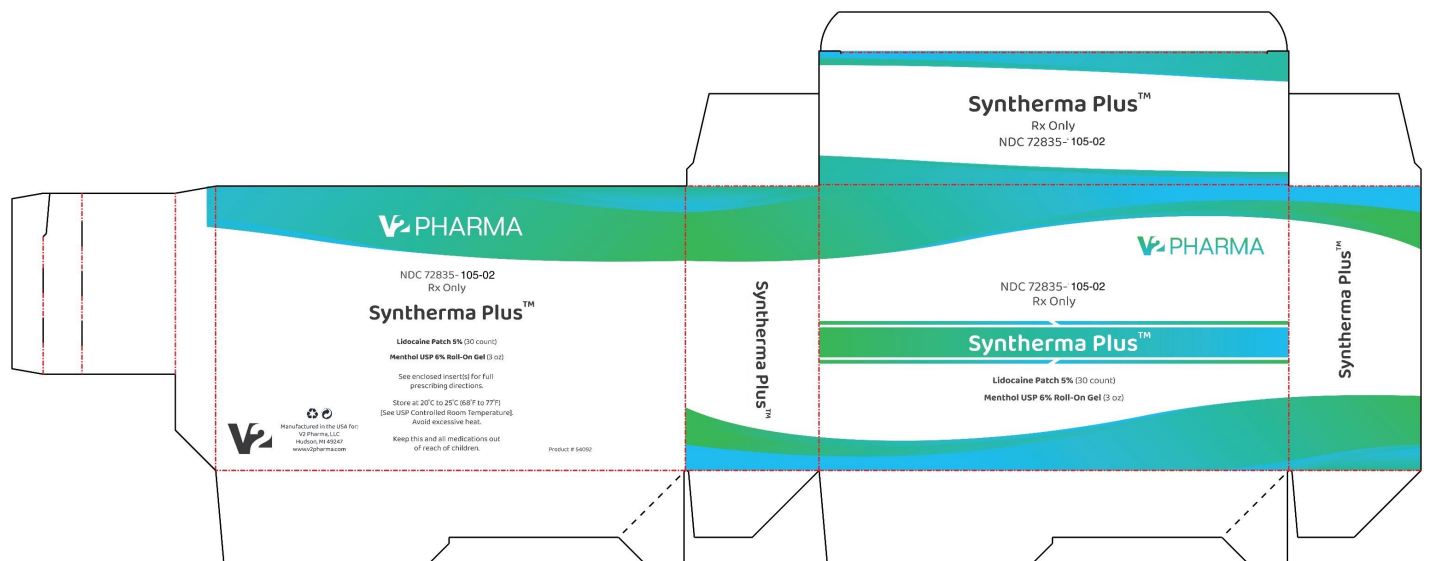 V2 PHARMA
NDC 72835- 105-02
Rx Only
Syntherma Plus™
Lidocaine Patch 5% (30 count)
Menthol USP 6% Roll-On Gel (3 oz)
See enclosed insert(s) for full
prescribing directions.
Store at 20°C to 25°C (68°F to 77°F)
[See USP Controlled Room Temperature].
Avoid excessive heat.
Keep this and all medications out
of reach of children.
V2
Manufactured in the USA for:
V2 Pharma, LLC
Hudson, MI 49247
www.v2pharma.com
Product # 54092
Syntherma Plus™
Syntherma Plus™
Rx Only
NDC 72835- 105-02
V2 PHARMA
NDC 72835- 105-02
Rx Only
Syntherma Plus™
Lidocaine Patch 5% (30 count)
Menthol USP 6% Roll-On Gel (3 oz)
Syntherma Plus™